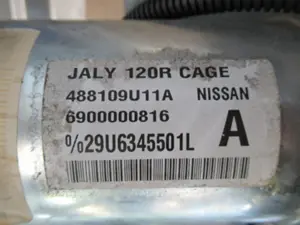 JALY 120R CAGE
488109U11A NISSAN
6900000816
%29U6345501L A